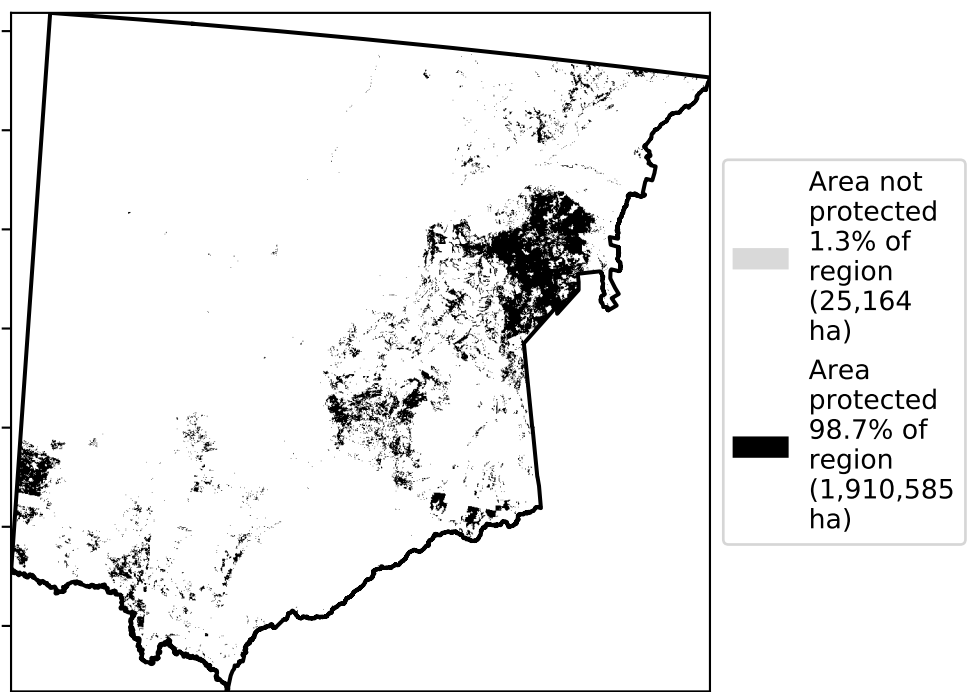 Area not
protected
1.3% of
region
(25,164
ha)
Area
protected
98.7% of
region
(1,910,585
ha)